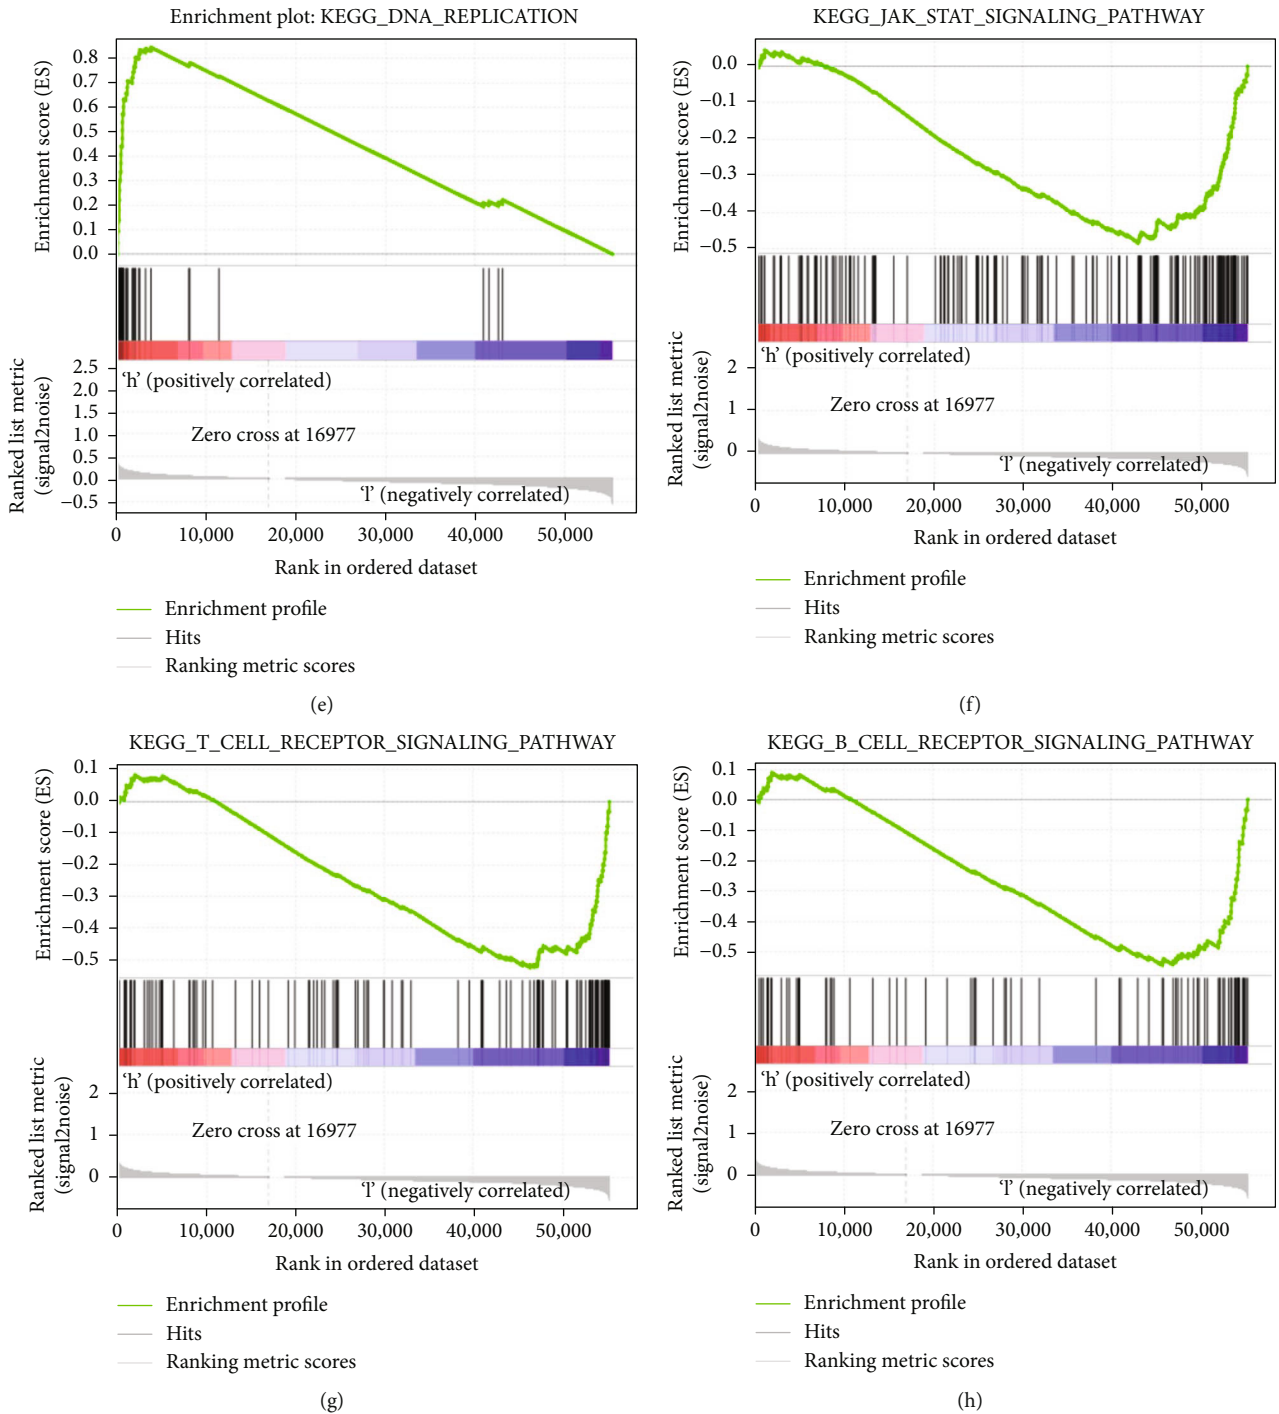 Enrichment plot: KEGG_DNA_REPLICATION
Enrichment score (ES)
0.8
0.7
0.6
0.5
0.4
0.3
0.2
0.1
0.0
Ranked list metric
(signal2noise)
2.5
2.0
1.5
1.0
0.5
0.0
−0.5
‘h’ (positively correlated)
Zero cross at 16977
‘l’ (negatively correlated)
0 10,000 20,000 30,000 40,000 50,000
Rank in ordered dataset
Enrichment profile
Hits
Ranking metric scores
(e)
KEGG_JAK_STAT_SIGNALING_PATHWAY
Enrichment score (ES)
0.0
−0.1
−0.2
−0.3
−0.4
−0.5
Ranked list metric
(signal2noise)
2
1
0
‘h’ (positively correlated)
Zero cross at 16977
‘l’ (negatively correlated)
0 10,000 20,000 30,000 40,000 50,000
Rank in ordered dataset
Enrichment profile
Hits
Ranking metric scores
(f)
KEGG_T_CELL_RECEPTOR_SIGNALING_PATHWAY
Enrichment score (ES)
0.1
0.0
−0.1
−0.2
−0.3
−0.4
−0.5
Ranked list metric
(signal2noise)
2
1
0
‘h’ (positively correlated)
Zero cross at 16977
‘l’ (negatively correlated)
0 10,000 20,000 30,000 40,000 50,000
Rank in ordered dataset
Enrichment profile
Hits
Ranking metric scores
(g)
KEGG_B_CELL_RECEPTOR_SIGNALING_PATHWAY
Enrichment score (ES)
0.1
0.0
−0.1
−0.2
−0.3
−0.4
−0.5
Ranked list metric
(signal2noise)
2
1
0
‘h’ (positively correlated)
Zero cross at 16977
‘l’ (negatively correlated)
0 10,000 20,000 30,000 40,000 50,000
Rank in ordered dataset
Enrichment profile
Hits
Ranking metric scores
(h)